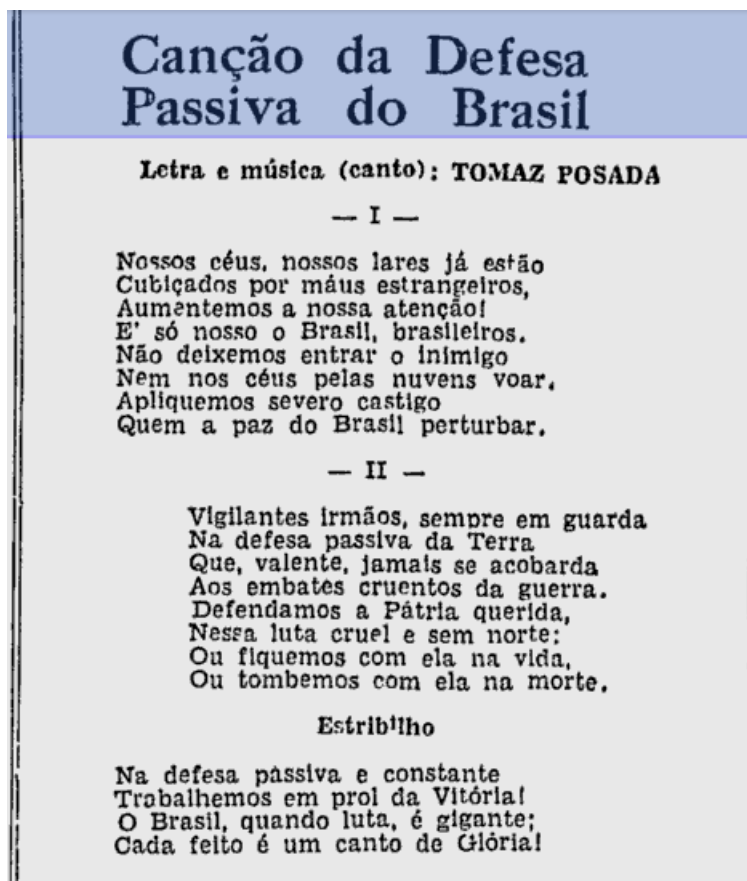 Canção da Defesa
Passiva do Brasil
Letra e música (canto): TOMAZ POSADA
— I —
Nossos céus, nossos lares já estão
Cubiçados por máus estrangeiros,
Aumentemos a nossa atenção!
E' só nosso o Brasil, brasileiros.
Não deixemos entrar o inimigo
Nem nos céus pelas nuvens voar,
Apliquemos severo castigo
Quem a paz do Brasil perturbar.
— II —
Vigilantes irmãos, sempre em guarda
Na defesa passiva da Terra
Que, valente, jamais se acobarda
Aos embates cruentos da guerra.
Defendamos a Pátria querida,
Nessa luta cruel e sem norte:
Ou fiquemos com ela na vida,
Ou tombemos com ela na morte.
Estribilho
Na defesa passiva e constante
Trabalhemos em prol da Vitória!
O Brasil, quando luta, é gigante;
Cada feito é um canto de Glória!